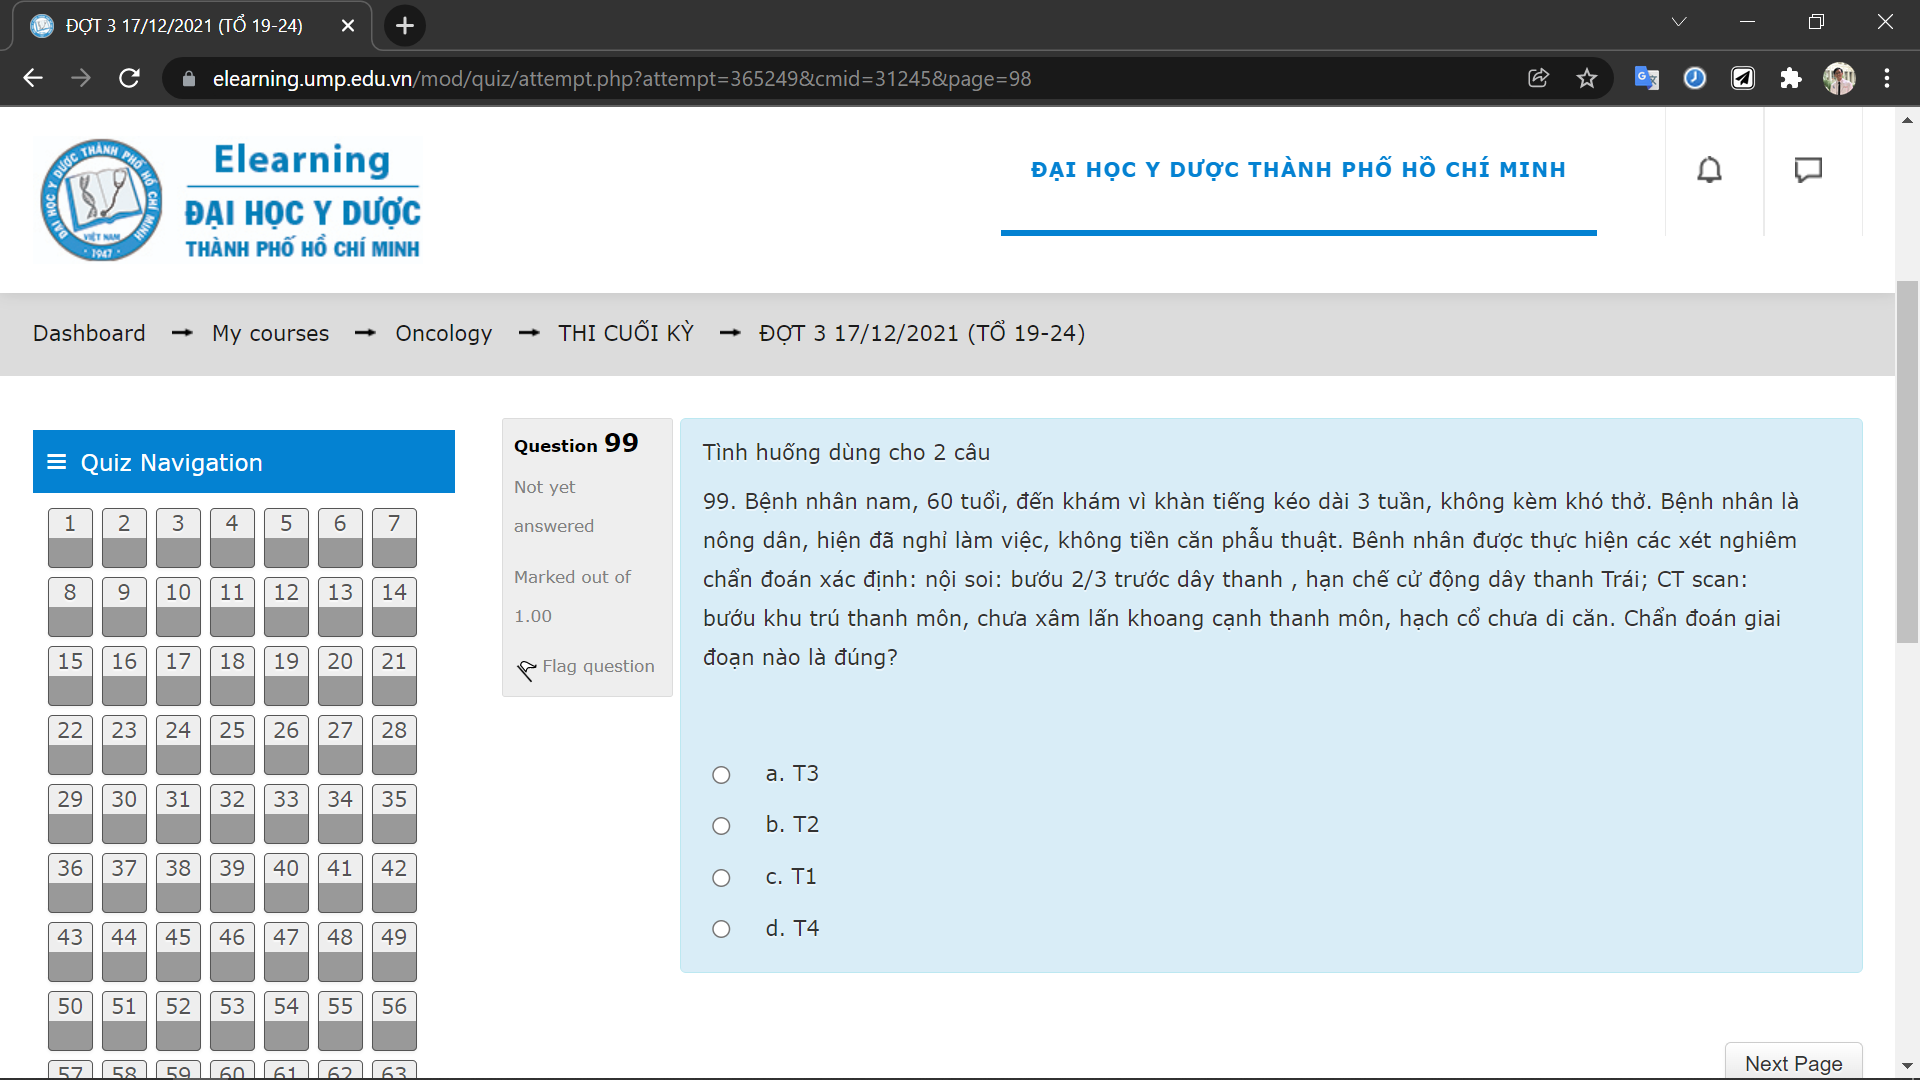 ĐỢT 3 17/12/2021 (TỔ 19-24)
elearning.ump.edu.vn/mod/quiz/attempt.php?attempt=365249&cmid=31245&page=98
ĐẠI HỌC Y DƯỢC THÀNH PHỐ HỒ CHÍ MINH
VIỆT NAM
1947
Elearning
ĐẠI HỌC Y DƯỢC
THÀNH PHỐ HỒ CHÍ MINH
ĐẠI HỌC Y DƯỢC THÀNH PHỐ HỒ CHÍ MINH
Dashboard → My courses → Oncology → THI CUỐI KỲ → ĐỢT 3 17/12/2021 (TỔ 19-24)
Quiz Navigation
1 2 3 4 5 6 7
8 9 10 11 12 13 14
15 16 17 18 19 20 21
22 23 24 25 26 27 28
29 30 31 32 33 34 35
36 37 38 39 40 41 42
43 44 45 46 47 48 49
50 51 52 53 54 55 56
57 58 59 60 61 62 63
Question 99
Not yet
answered
Marked out of
1.00
Flag question
Tình huống dùng cho 2 câu
99. Bệnh nhân nam, 60 tuổi, đến khám vì khàn tiếng kéo dài 3 tuần, không kèm khó thở. Bệnh nhân là
nông dân, hiện đã nghỉ làm việc, không tiền căn phẫu thuật. Bênh nhân được thực hiện các xét nghiêm
chẩn đoán xác định: nội soi: bướu 2/3 trước dây thanh , hạn chế cử động dây thanh Trái; CT scan:
bướu khu trú thanh môn, chưa xâm lấn khoang cạnh thanh môn, hạch cổ chưa di căn. Chẩn đoán giai
đoạn nào là đúng?
a. T3
b. T2
c. T1
d. T4
Next Page